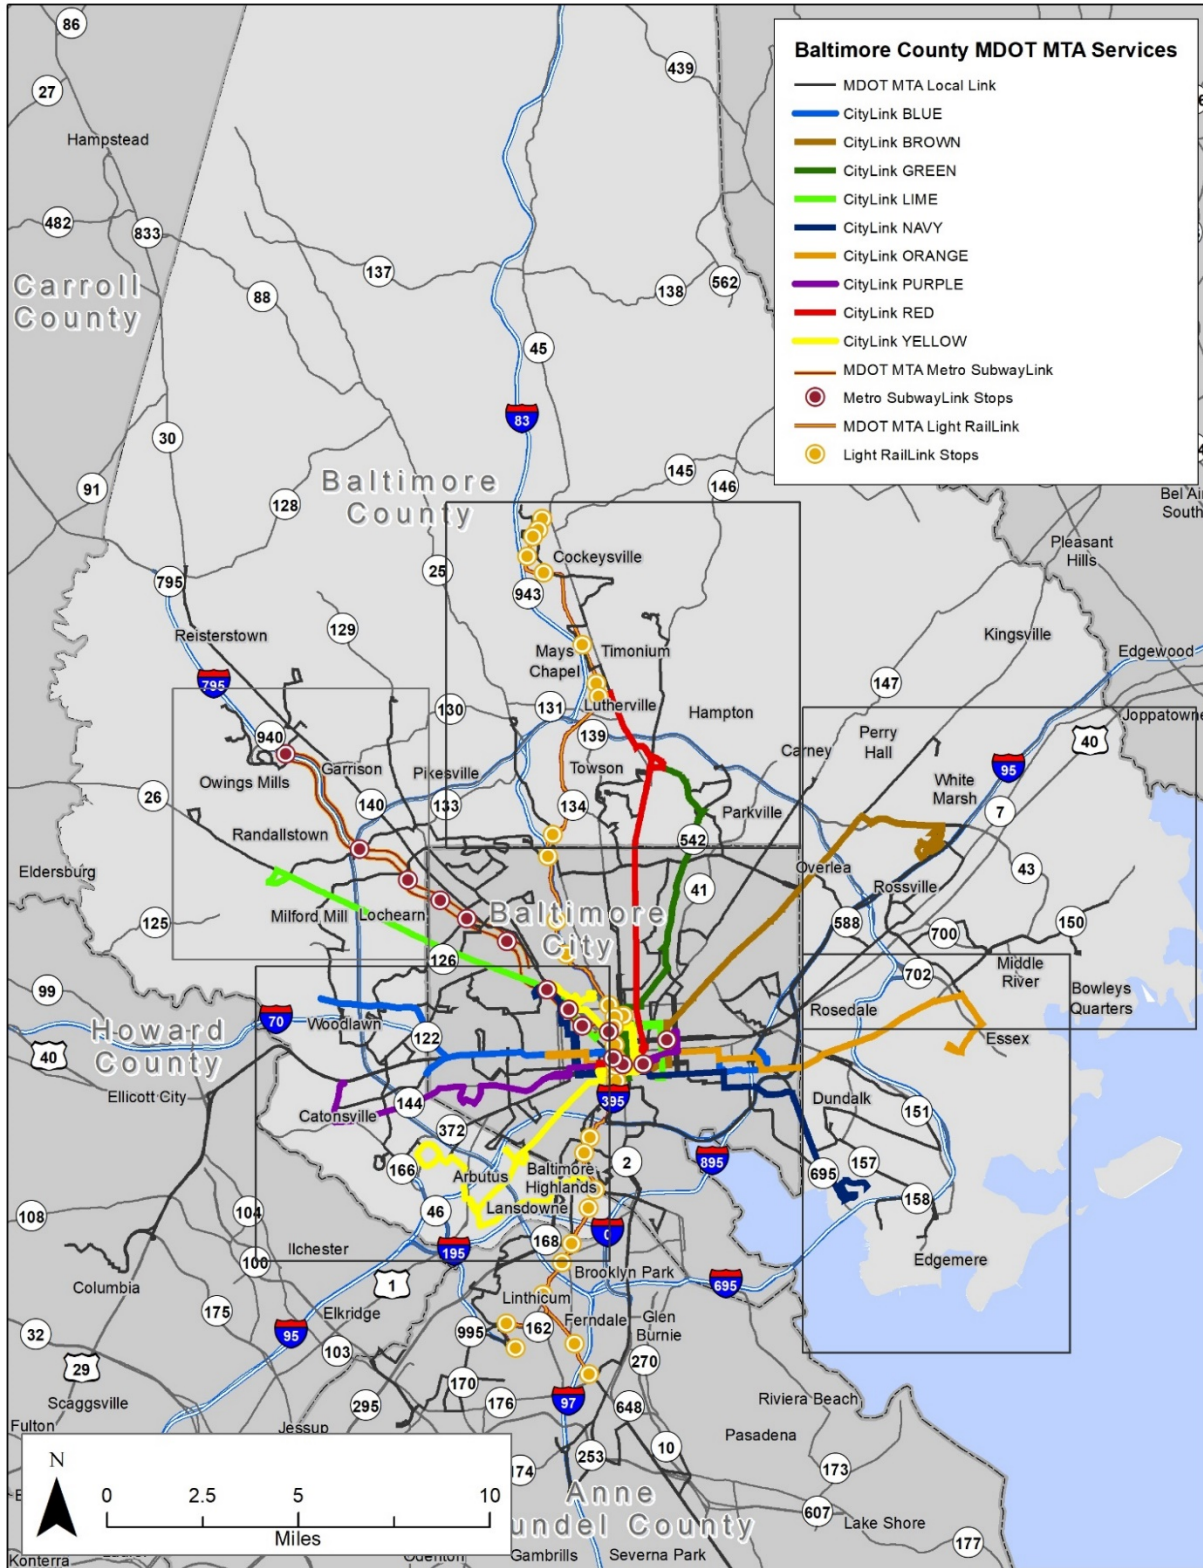 Baltimore County MDOT MTA Services
MDOT MTA Local Link
CityLink BLUE
CityLink BROWN
CityLink GREEN
CityLink LIME
CityLink NAVY
CityLink ORANGE
CityLink PURPLE
CityLink RED
CityLink YELLOW
MDOT MTA Metro SubwayLink
Metro SubwayLink Stops
MDOT MTA Light RailLink
Light RailLink Stops
86
439
27
Hampstead
482
833
137
138
562
Carroll
County
88
45
83
30
145
146
91
128
Baltimore
County
Pleasant
Hills
Cockeysville
795
25
943
129
Reisterstown
Kingsville
Mays
Chapel
Timonium
Edgewood
795
147
130
131
Lutherville
Hampton
Joppatowne
940
139
Perry
Hall
40
Carney
Owings Mills
Garrison
Pikesville
Towson
95
White
Marsh
26
140
133
134
7
Parkville
Randallstown
542
Overlea
43
Eldersburg
41
Rossville
125
Milford Mill
Lochearn
Baltimore
City
588
700
150
126
702
Middle
River
99
Bowleys
Quarters
70
Woodlawn
Rosedale
Howard
County
122
Essex
40
Ellicott City
395
Dundalk
144
151
Catonsville
372
2
895
695
157
166
Arbutus
Baltimore
Highlands
158
108
104
46
Lansdowne
0
Ilchester
195
168
Edgemere
100
Columbia
1
Brooklyn Park
695
Linthicum
175
Elkridge
Ferndale
Glen
Burnie
32
95
995
162
103
29
170
270
Scaggsville
295
176
97
648
Riviera Beach
Fulton
Jessup
Pasadena
N
174
253
10
173
0 2.5 5 10
Miles
Anne
undel County
607
Lake Shore
177
Gambrills
Severna Park